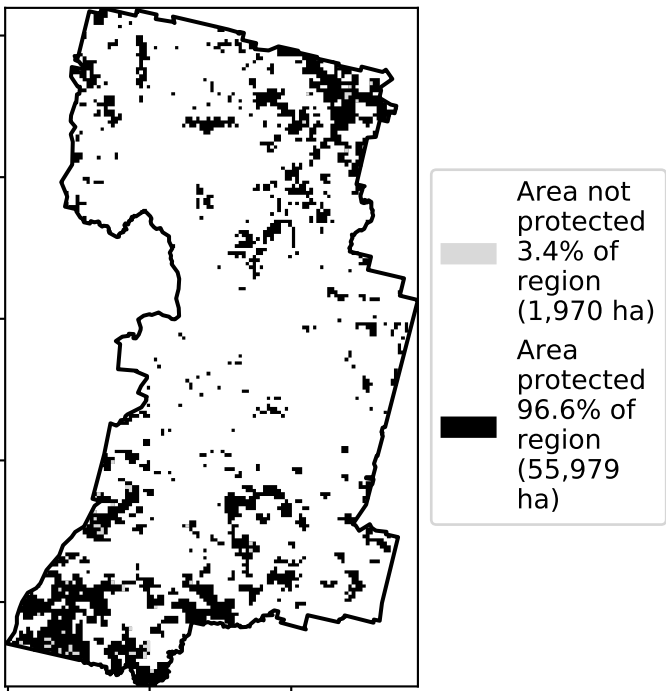 Area not
protected
3.4% of
region
(1,970 ha)
Area
protected
96.6% of
region
(55,979
ha)